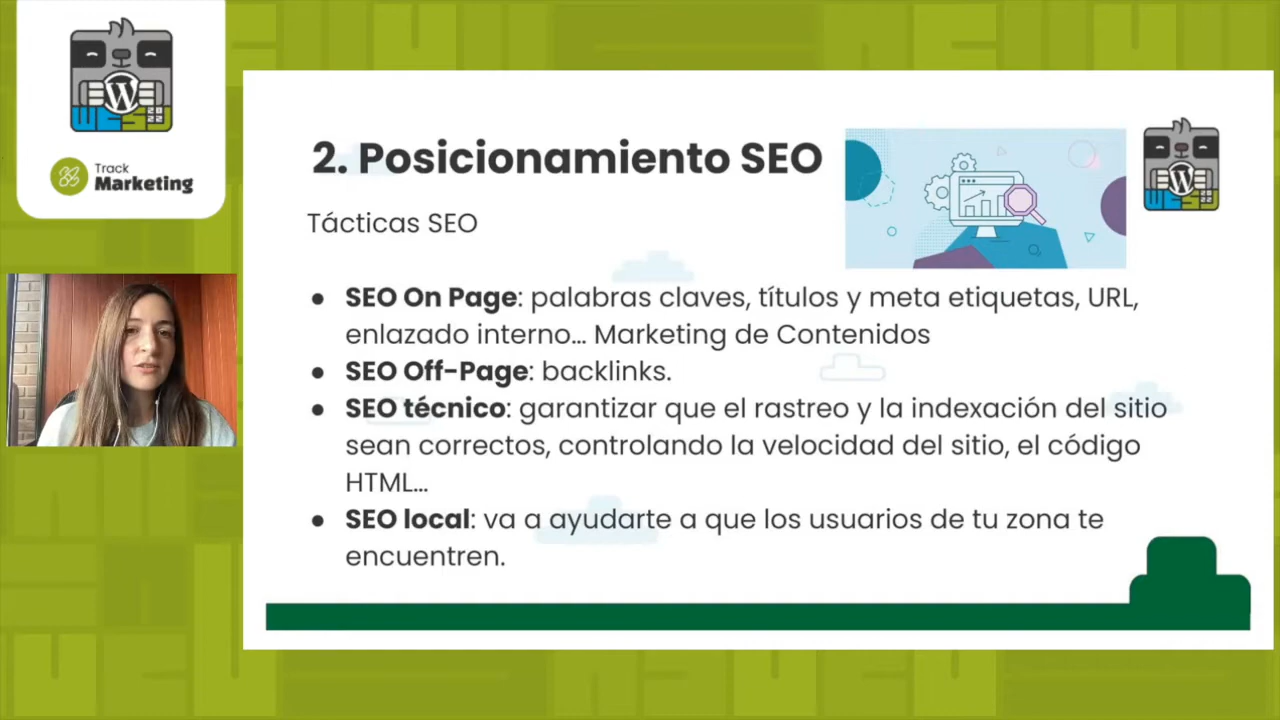 WESP
2022
Track
Marketing
2. Posicionamiento SEO
Tácticas SEO
● SEO On Page: palabras claves, títulos y meta etiquetas, URL,
enlazado interno... Marketing de Contenidos
● SEO Off-Page: backlinks.
● SEO técnico: garantizar que el rastreo y la indexación del sitio
sean correctos, controlando la velocidad del sitio, el código
HTML...
● SEO local: va a ayudarte a que los usuarios de tu zona te
encuentren.